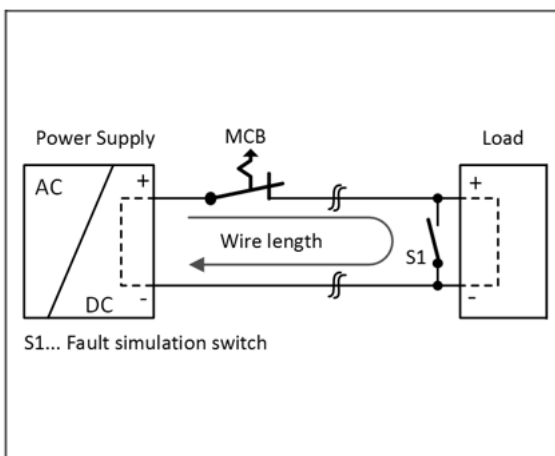 Power Supply
MCB
Load
AC
+
+
Wire length
S1
DC
-
-
S1... Fault simulation switch